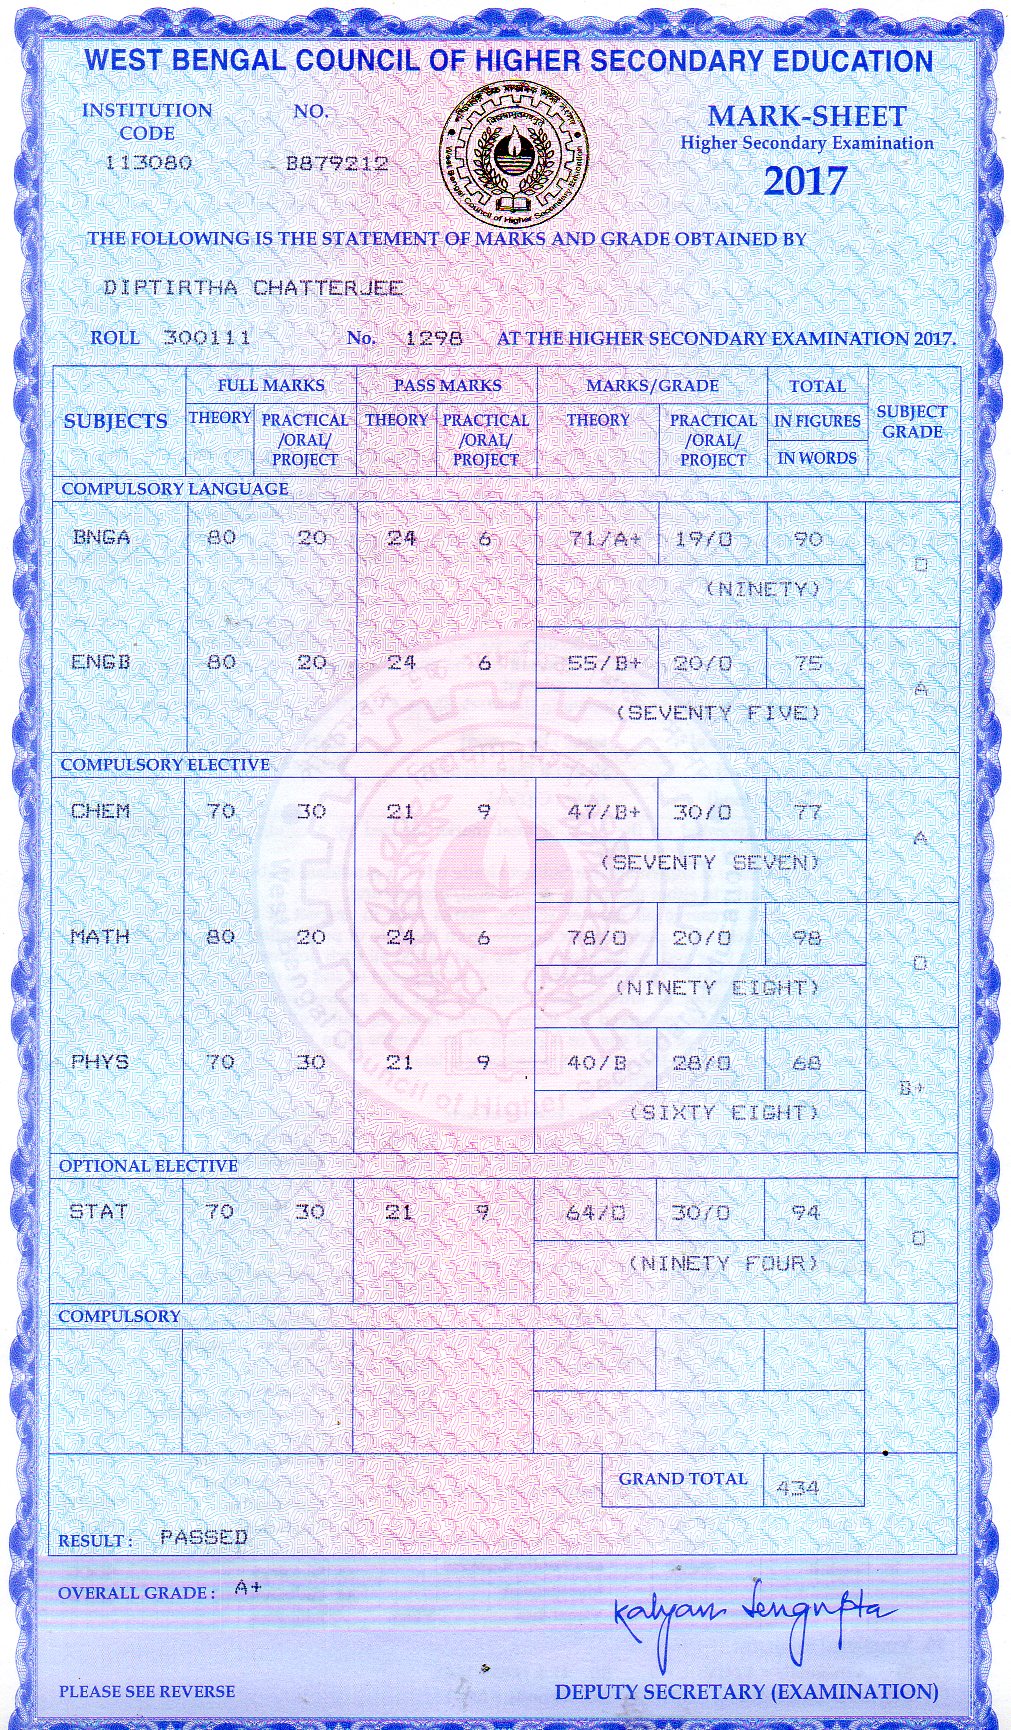 WEST BENGAL COUNCIL OF HIGHER SECONDARY EDUCATION
INSTITUTION CODE
113080
NO.
B879212
West Bengal Council of Higher Secondary Education
MARK-SHEET
Higher Secondary Examination
2017
THE FOLLOWING IS THE STATEMENT OF MARKS AND GRADE OBTAINED BY
DIPTIRTHA CHATTERJEE
ROLL 300111 No. 1298 AT THE HIGHER SECONDARY EXAMINATION 2017.
SUBJECTS FULL MARKS PASS MARKS MARKS/GRADE TOTAL SUBJECT GRADE
THEORY PRACTICAL /ORAL/ PROJECT THEORY PRACTICAL /ORAL/ PROJECT THEORY PRACTICAL /ORAL/ PROJECT IN FIGURES
IN WORDS
COMPULSORY LANGUAGE
BNGA 80 20 24 6 71/A+ 19/O 90 O
(NINETY)
ENGB 80 20 24 6 55/B+ 20/O 75 A
(SEVENTY FIVE)
COMPULSORY ELECTIVE
CHEM 70 30 21 9 47/B+ 30/O 77 A
(SEVENTY SEVEN)
MATH 80 20 24 6 78/O 20/O 98 O
(NINETY EIGHT)
PHYS 70 30 21 9 40/B 28/O 68 B+
(SIXTY EIGHT)
OPTIONAL ELECTIVE
STAT 70 30 21 9 64/O 30/O 94 O
(NINETY FOUR)
COMPULSORY
GRAND TOTAL 434
RESULT : PASSED
OVERALL GRADE : A+
Kalyan Sengupta
PLEASE SEE REVERSE
DEPUTY SECRETARY (EXAMINATION)